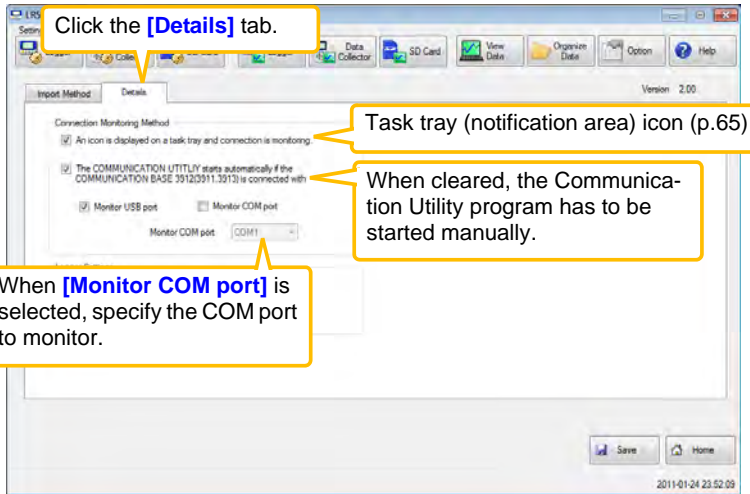 Click the [Details] tab.
Data Collector
SD Card
View Data
Organize Data
Option
Help
Import Method
Details
Version 2.00
Connection Monitoring Method
An icon is displayed on a task tray and connection is monitoring.
Task tray (notification area) icon (p.65)
The COMMUNICATION UTITLIY starts automatically if the
COMMUNICATION BASE 3912(3911.3913) is connected with
When cleared, the Communica-
tion Utility program has to be
started manually.
Monitor USB port
Monitor COM port
Monitor COM port
COM1
When [Monitor COM port] is
selected, specify the COM port
to monitor.
Save
Home
2011-01-24 23:52:09